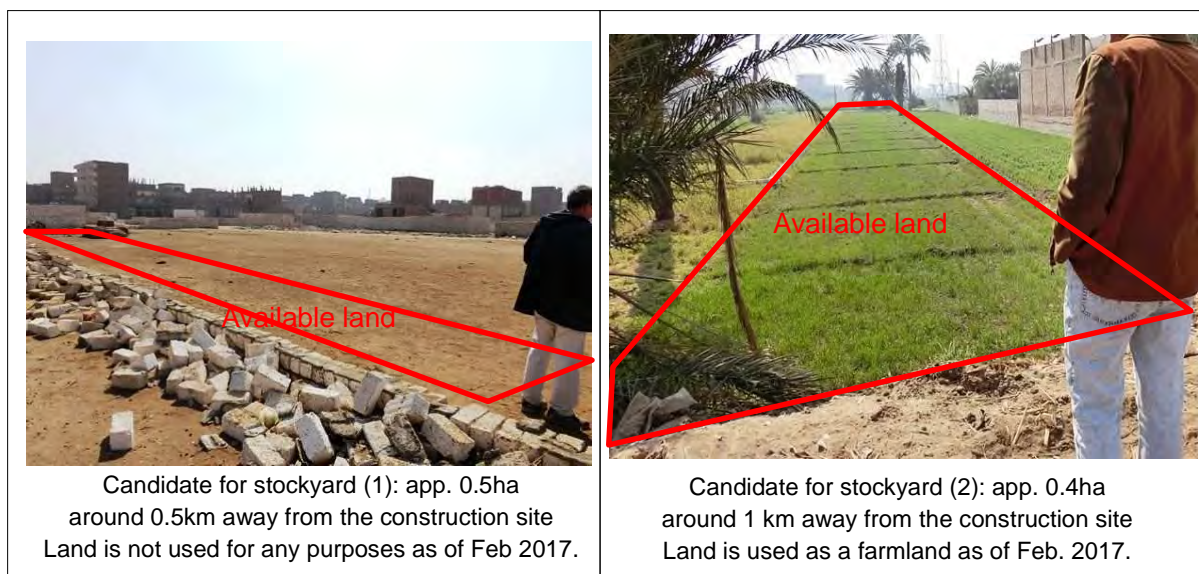 Available land
Candidate for stockyard (1): app. 0.5ha
around 0.5km away from the construction site
Land is not used for any purposes as of Feb 2017.
Available land
Candidate for stockyard (2): app. 0.4ha
around 1 km away from the construction site
Land is used as a farmland as of Feb. 2017.